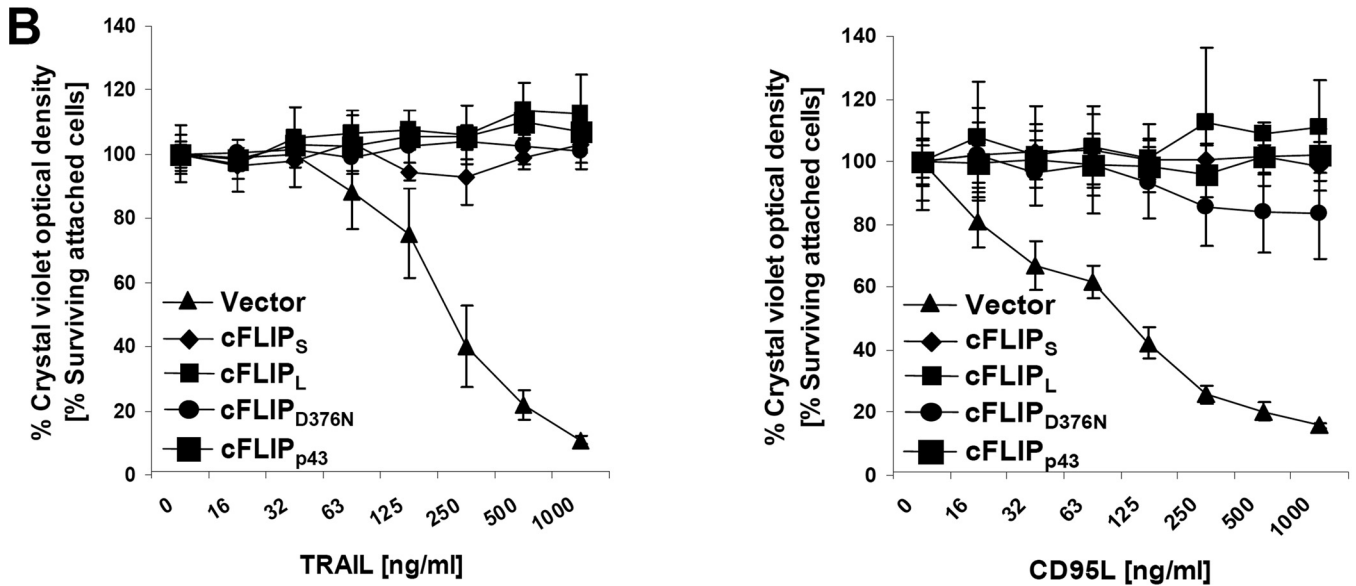 B
% Crystal violet optical density
[% Surviving attached cells]
140
120
100
80
60
40
20
0
Vector
cFLIPS
cFLIPL
cFLIPD376N
cFLIPp43
0
16
32
63
125
250
500
1000
TRAIL [ng/ml]
% Crystal violet optical density
[% Surviving attached cells]
140
120
100
80
60
40
20
0
Vector
cFLIPS
cFLIPL
cFLIPD376N
cFLIPp43
0
16
32
63
125
250
500
1000
CD95L [ng/ml]